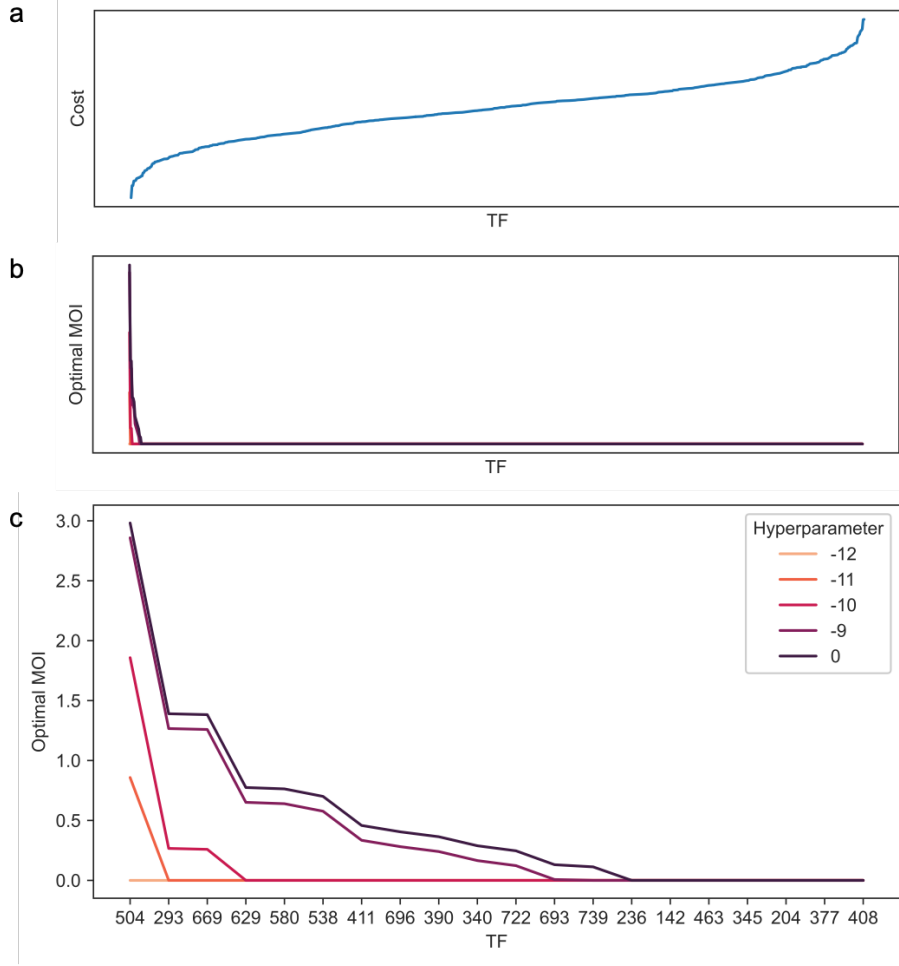 a
Cost
TF
b
Optimal MOI
TF
c
Optimal MOI
3.0
2.5
2.0
1.5
1.0
0.5
0.0
Hyperparameter
-12
-11
-10
-9
0
504 293 669 629 580 538 411 696 390 340 722 693 739 236 142 463 345 204 377 408
TF